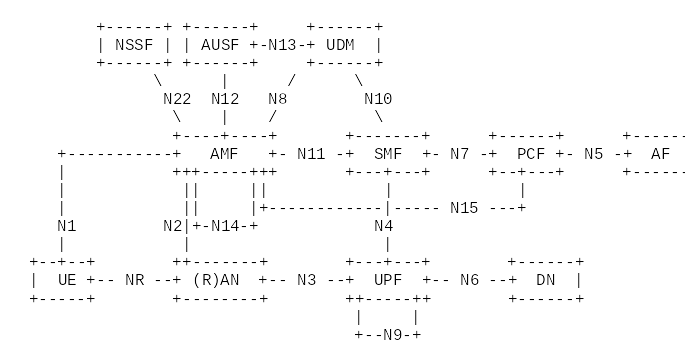 NSSF AUSF N13 UDM
N22 N12 N8 N10
AMF N11 SMF N7 PCF N5 AF
N15
N1 N2 N14 N4
UE NR (R)AN N3 UPF N6 DN
N9